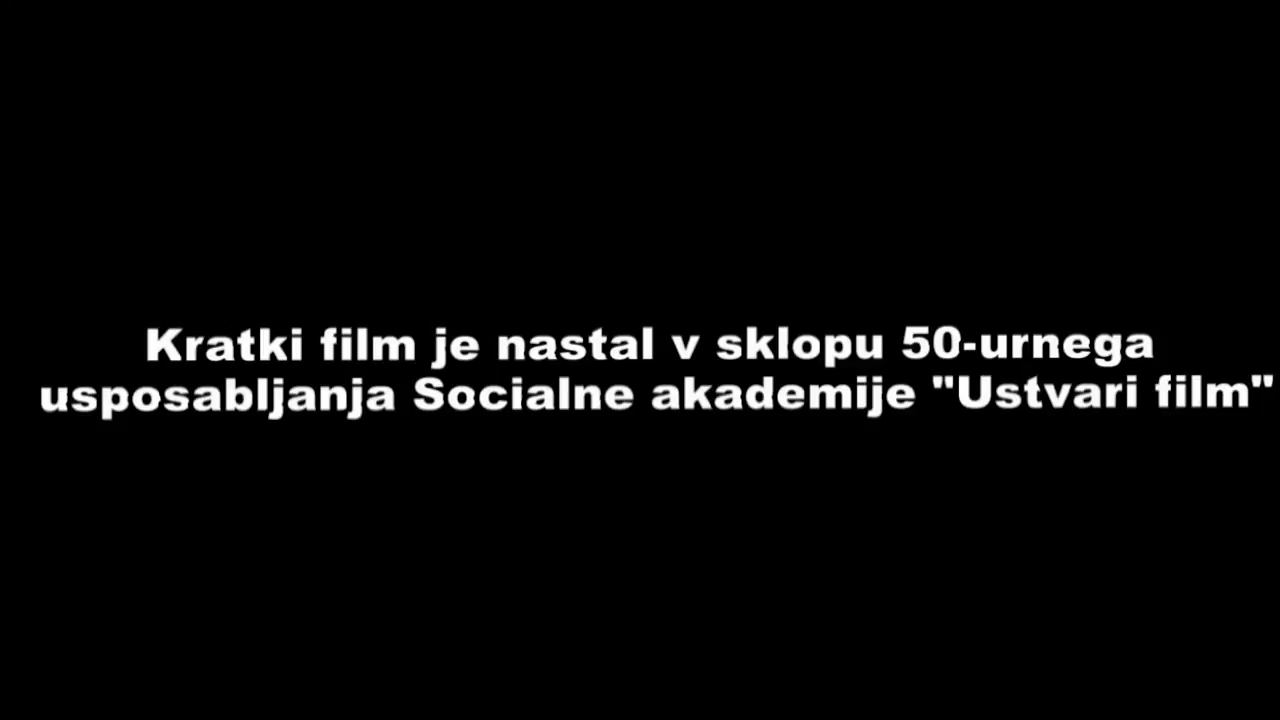 Kratki film je nastal v sklopu 50-urnega
usposabljanja Socialne akademije "Ustvari film"